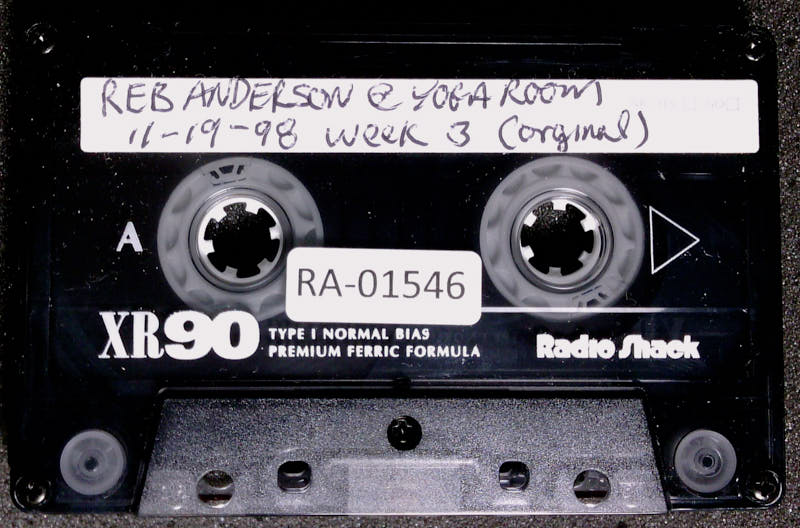 REB ANDERSON @ YOGA ROOM
11-19-98 WEEK 3 (orginal)
A
RA-01546
XR90
TYPE I NORMAL BIAS
PREMIUM FERRIC FORMULA
Radio Shack